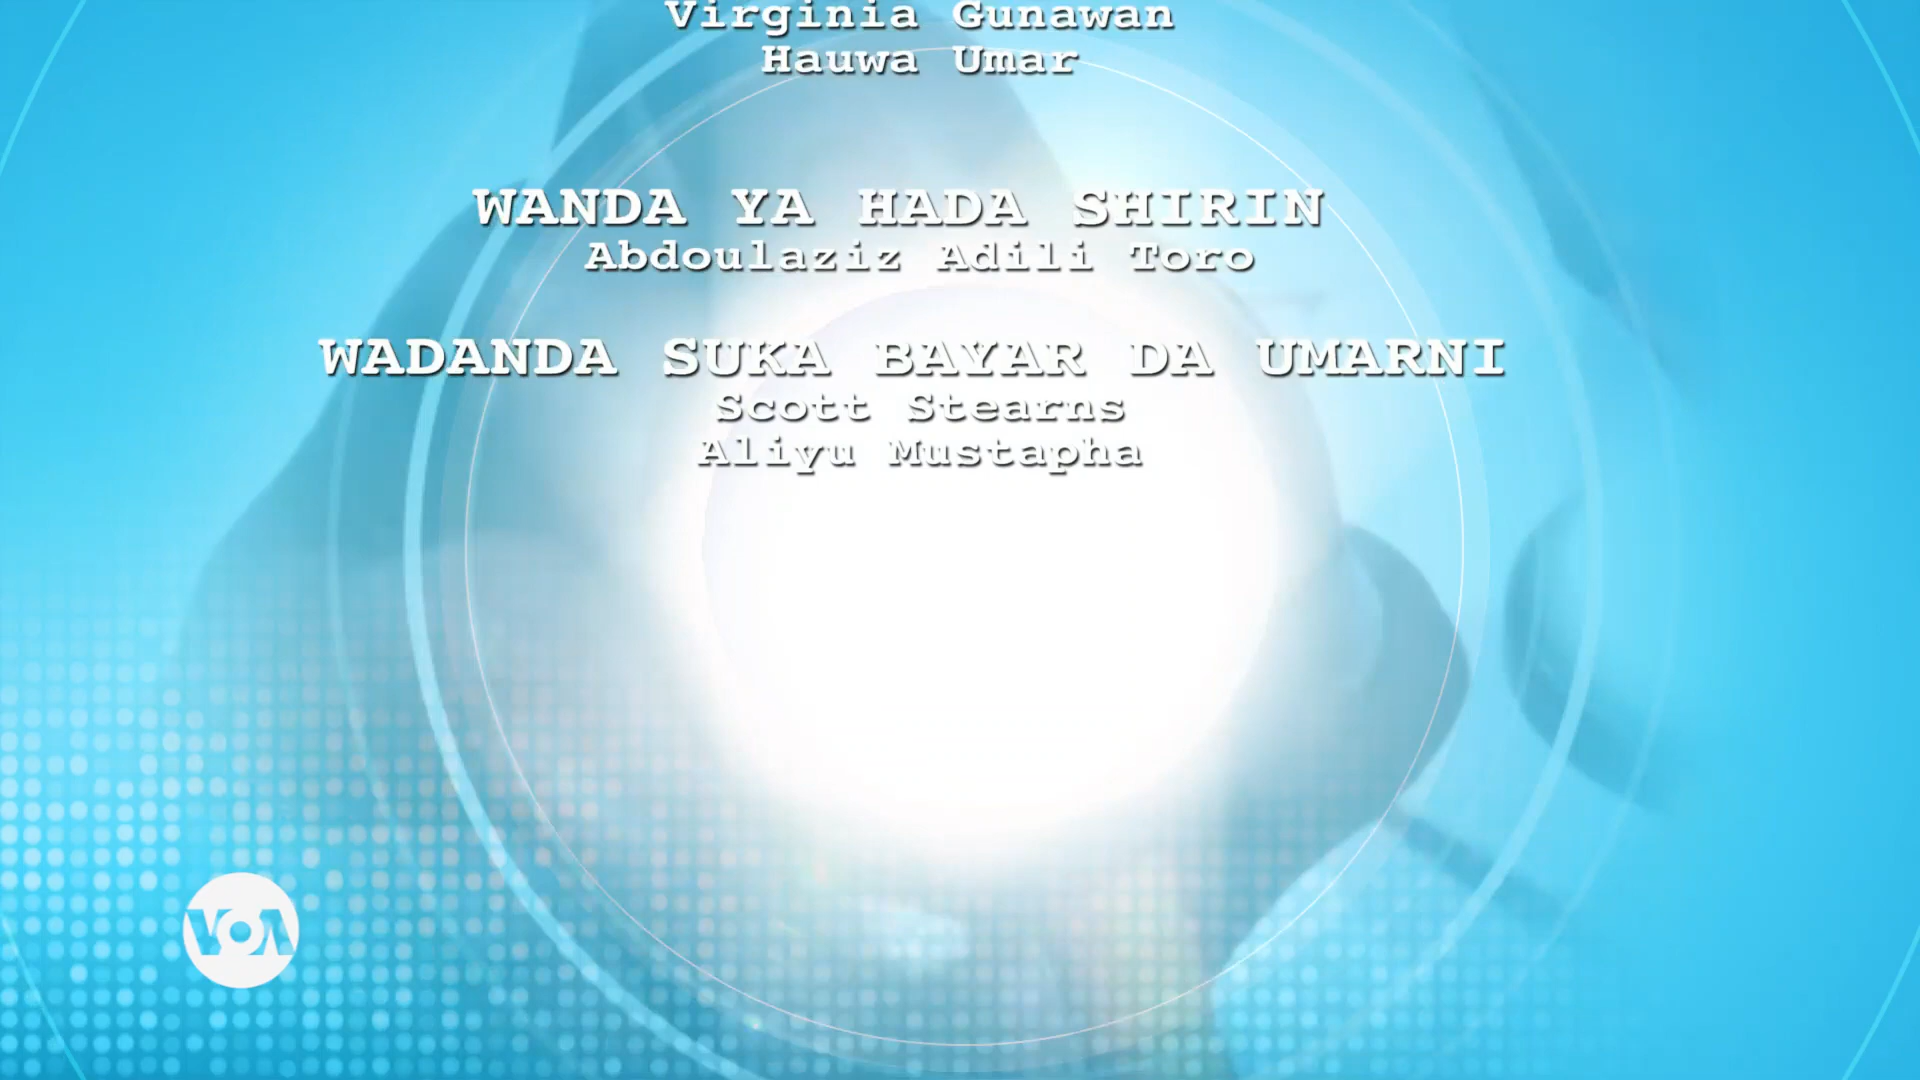 Virginia Gunawan
Hauwa Umar
WANDA YA HADA SHIRIN
Abdoulaziz Adili Toro
WADANDA SUKA BAYAR DA UMARNI
Scott Stearns
Aliyu Mustapha
VOA